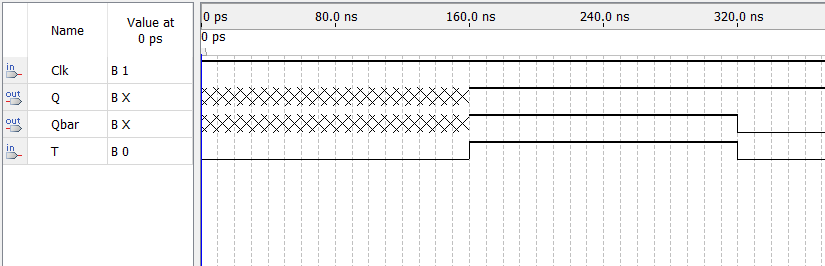 Name Value at 0 ps
0 ps 80.0 ns 160.0 ns 240.0 ns 320.0 ns
0 ps
in Clk B 1
out Q B X
out Qbar B X
in T B 0